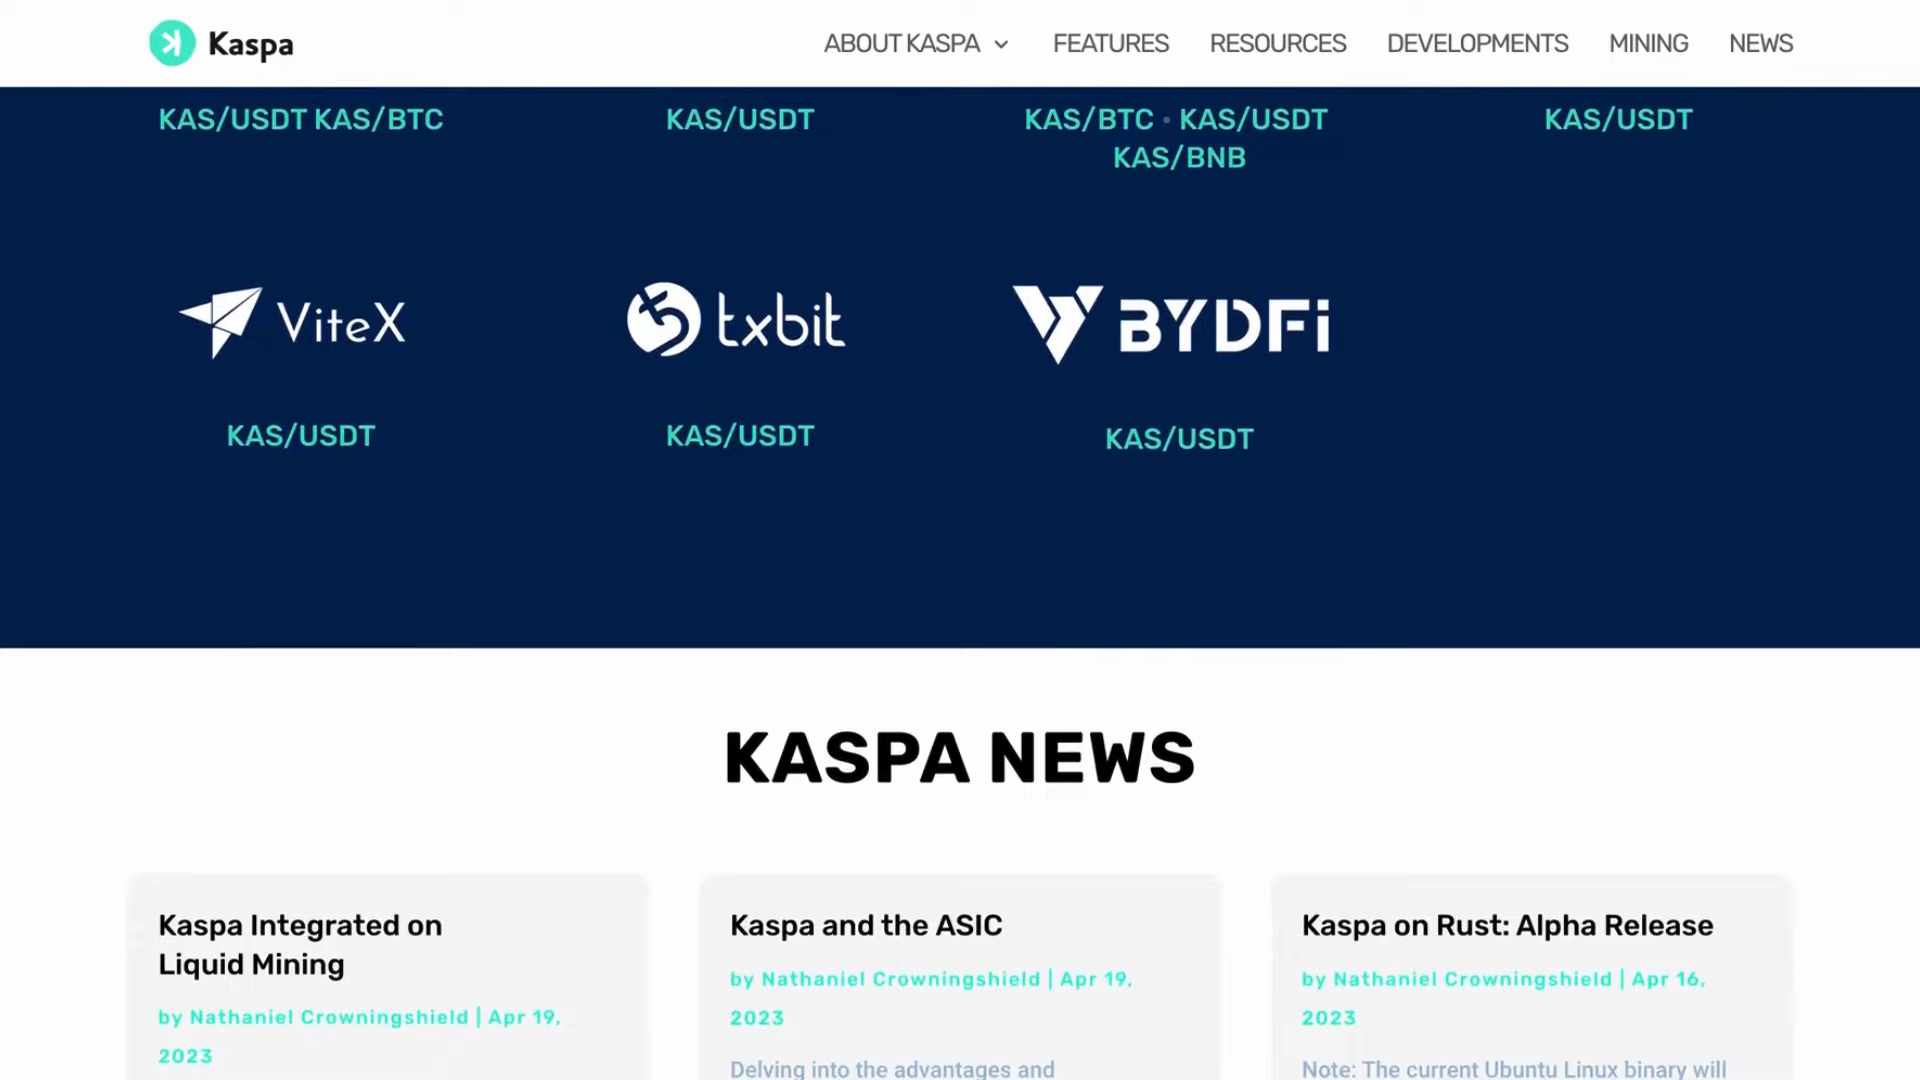 Kaspa
ABOUT KASPA
FEATURES
RESOURCES
DEVELOPMENTS
MINING
NEWS
KAS/USDT KAS/BTC
KAS/USDT
KAS/BTC • KAS/USDT
KAS/BNB
KAS/USDT
ViteX
txbit
BYDFi
KAS/USDT
KAS/USDT
KAS/USDT
KASPA NEWS
Kaspa Integrated on
Liquid Mining
by Nathaniel Crowningshield | Apr 19,
2023
Kaspa and the ASIC
by Nathaniel Crowningshield | Apr 19,
2023
Delving into the advantages and
Kaspa on Rust: Alpha Release
by Nathaniel Crowningshield | Apr 16,
2023
Note: The current Ubuntu Linux binary will